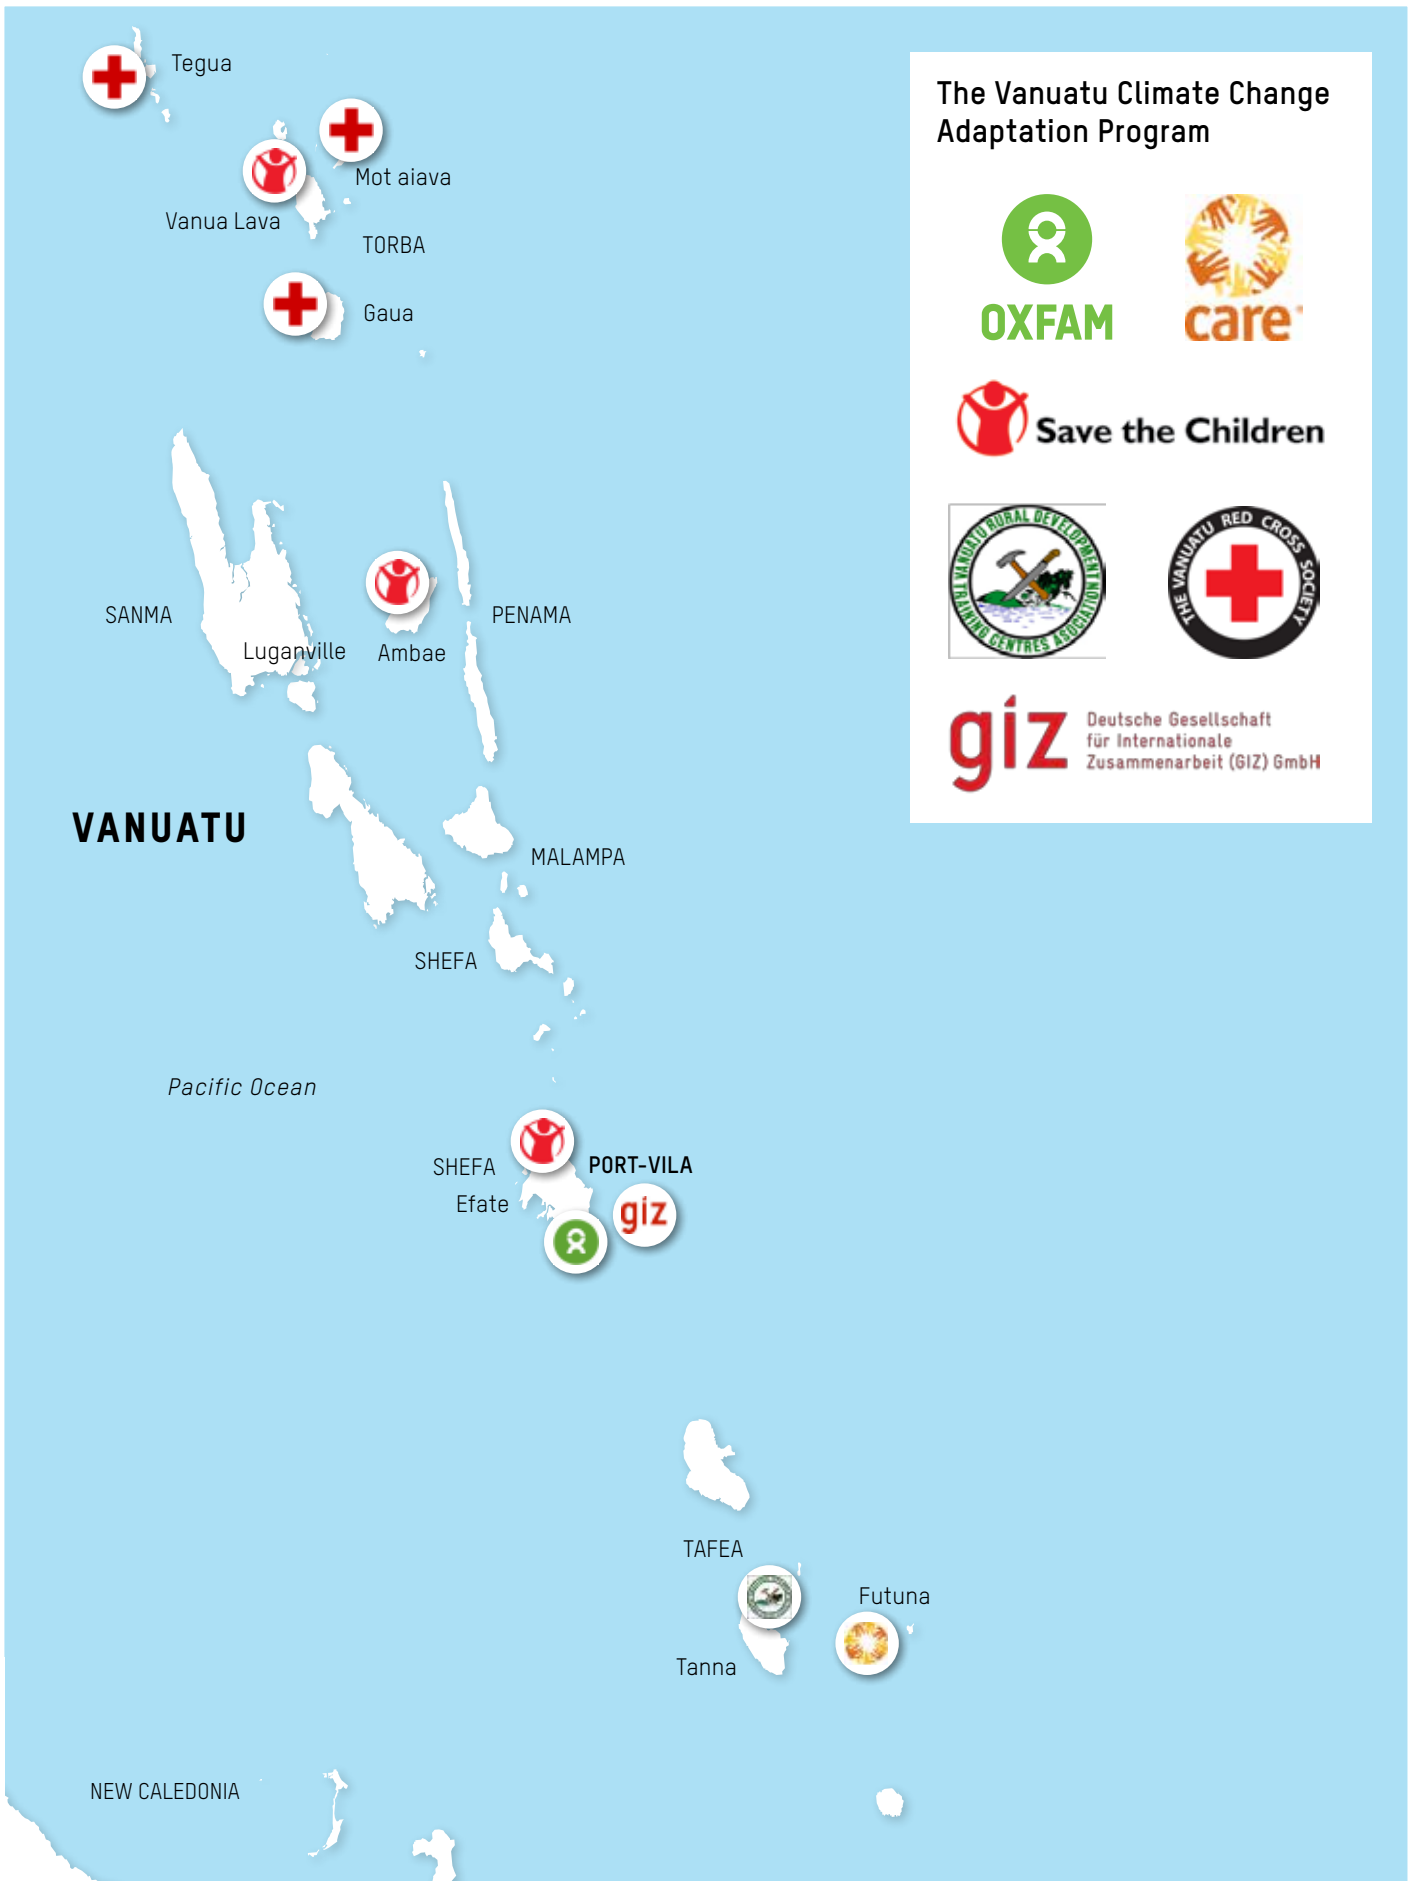 Tegua
Mot aiava
Vanua Lava
TORBA
Gaua
SANMA
Luganville
Ambae
PENAMA
VANUATU
MALAMPA
SHEFA
Pacific Ocean
SHEFA
PORT-VILA
Efate
giz
TAFEA
Futuna
Tanna
NEW CALEDONIA
The Vanuatu Climate Change
Adaptation Program
OXFAM
care
Save the Children
VANUATU RURAL DEVELOPMENT
TRAINING CENTRES ASOCIATION
THE VANUATU RED CROSS SOCIETY
giz
Deutsche Gesellschaft
für Internationale
Zusammenarbeit (GIZ) GmbH